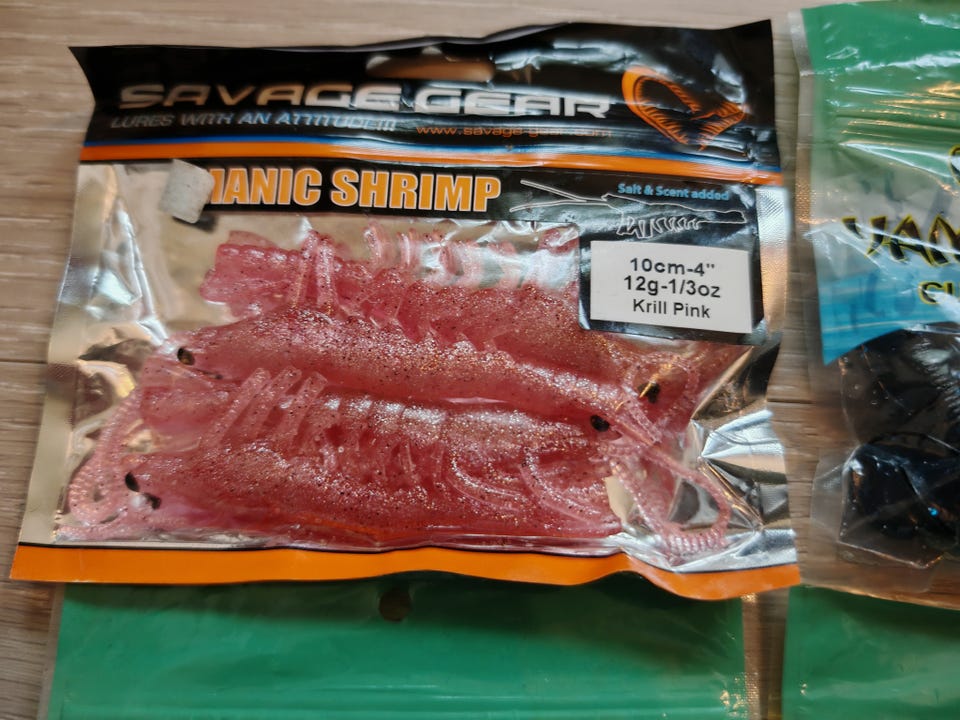 SAVAGE GEAR
LURES WITH AN ATTITUDE!!!
www.savage-gear.com
MANIC SHRIMP
Salt & Scent added
10cm-4"
12g-1/3oz
Krill Pink